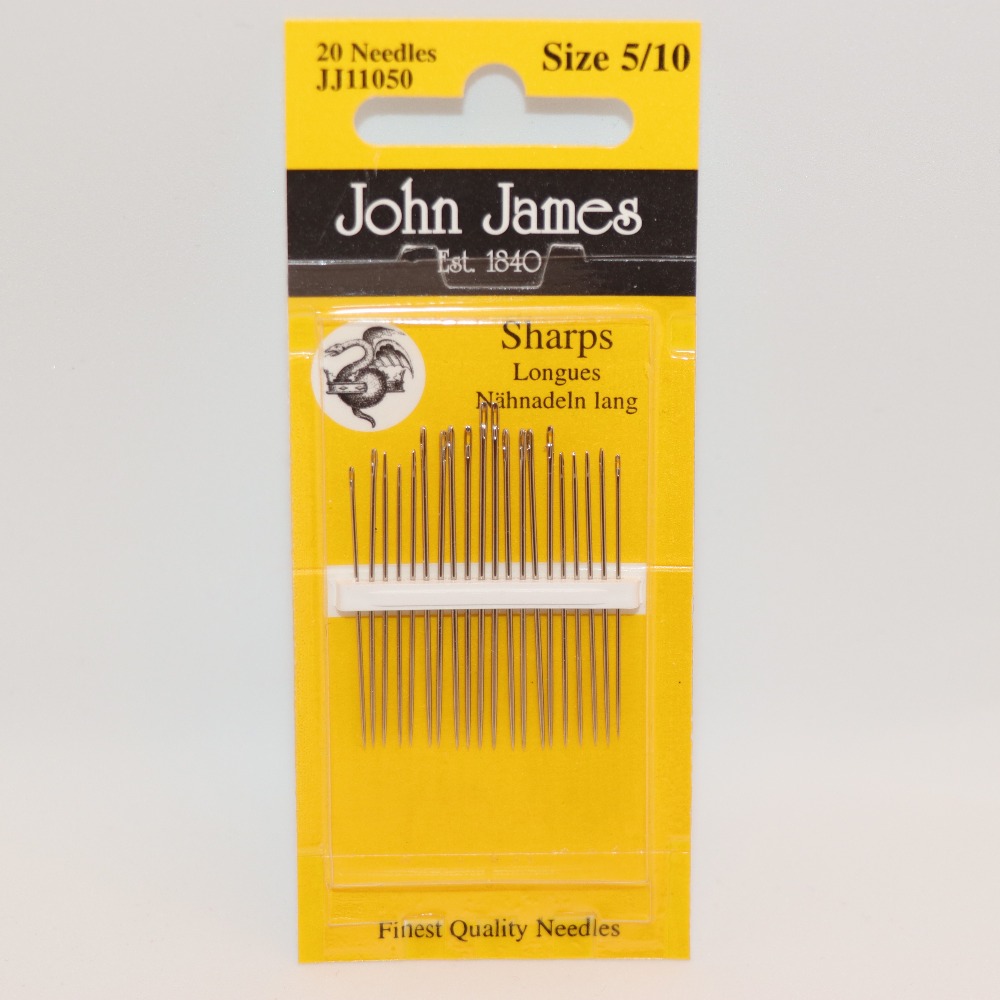 20 Needles
JJ11050
Size 5/10
John James
Est. 1840
Sharps
Longues
Nähnadeln lang
Finest Quality Needles